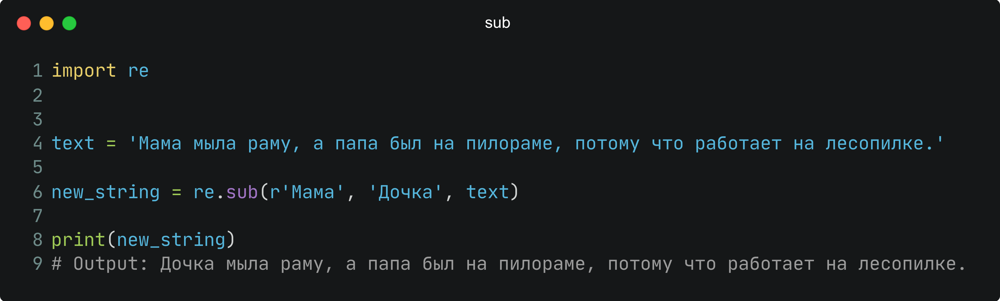 sub
1 import re
2
3
4 text = 'Мама мыла раму, а папа был на пилораме, потому что работает на лесопилке.'
5
6 new_string = re.sub(r'Мама', 'Дочка', text)
7
8 print(new_string)
9 # Output: Дочка мыла раму, а папа был на пилораме, потому что работает на лесопилке.